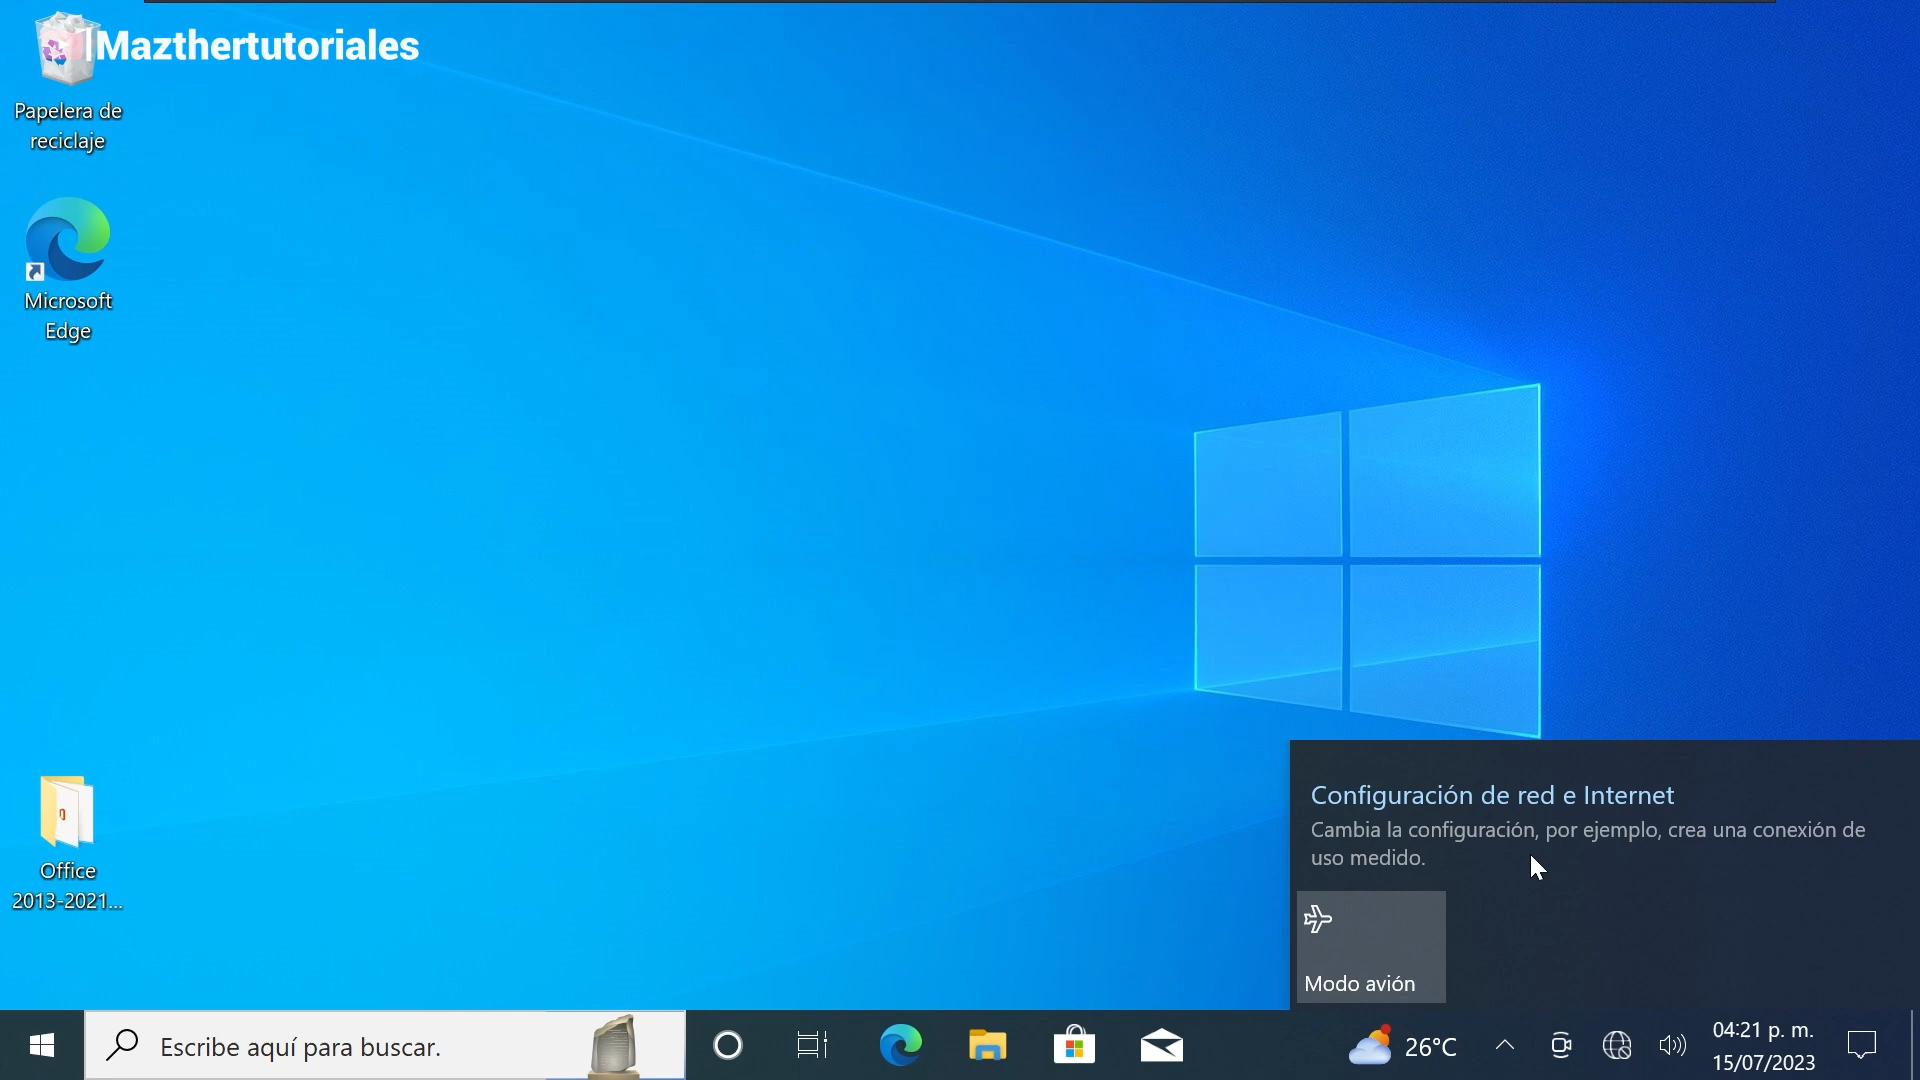 Mazthertutoriales
Papelera de
reciclaje
Microsoft
Edge
Office
2013-2021...
Configuración de red e Internet
Cambia la configuración, por ejemplo, crea una conexión de
uso medido.
Modo avión
Escribe aquí para buscar.
26°C
04:21 p. m.
15/07/2023